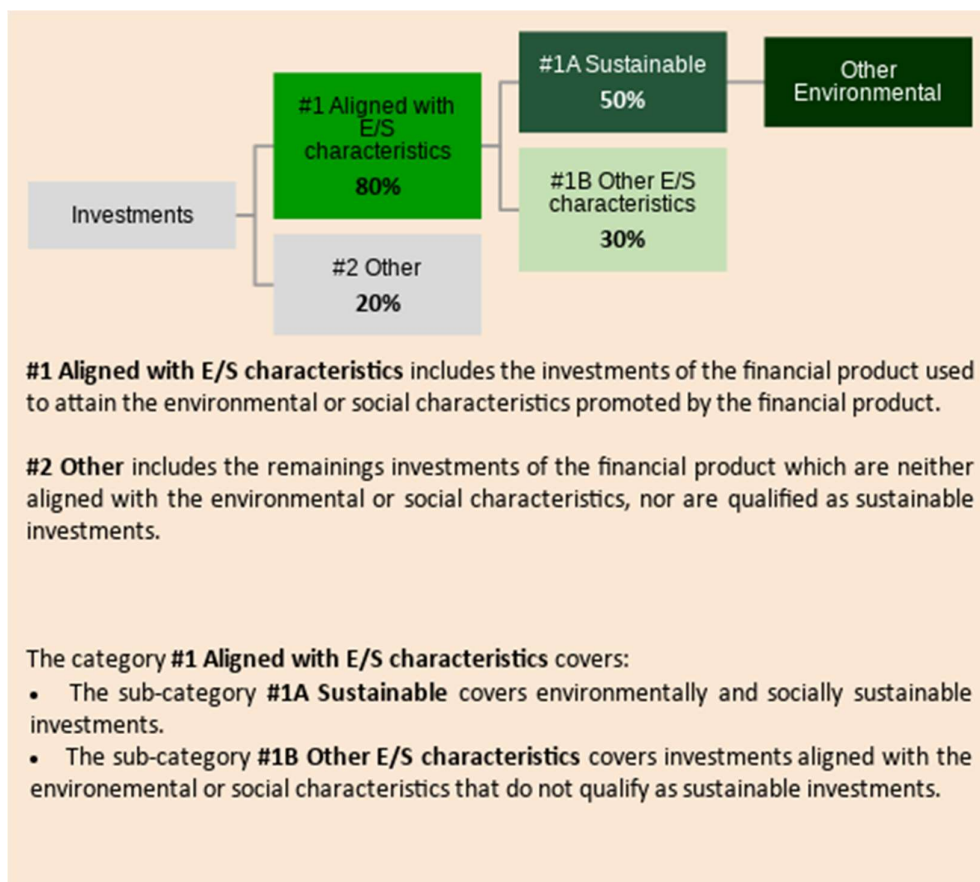 #1A Sustainable
50%
Other
Environmental
#1 Aligned with
E/S
characteristics
80%
#1B Other E/S
characteristics
30%
Investments
#2 Other
20%
#1 Aligned with E/S characteristics includes the investments of the financial product used
to attain the environmental or social characteristics promoted by the financial product.
#2 Other includes the remainings investments of the financial product which are neither
aligned with the environmental or social characteristics, nor are qualified as sustainable
investments.
The category #1 Aligned with E/S characteristics covers:
• The sub-category #1A Sustainable covers environmentally and socially sustainable
investments.
• The sub-category #1B Other E/S characteristics covers investments aligned with the
environemental or social characteristics that do not qualify as sustainable investments.